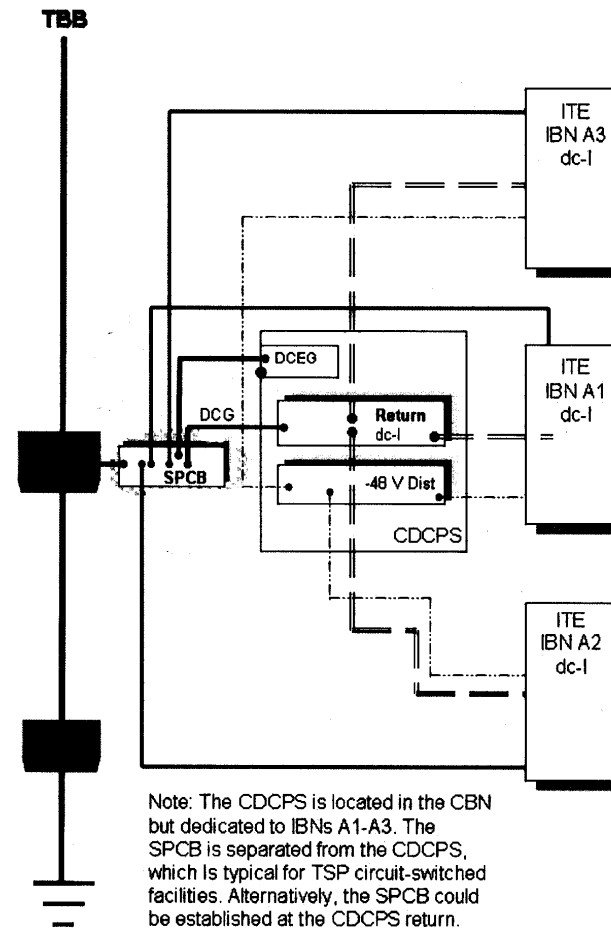 TBB
ITE
IBN A3
dc-I
DCEG
ITE
IBN A1
dc-I
DCG
Return
dc-I
SPCB
-48 V Dist
CDCPS
ITE
IBN A2
dc-I
Note: The CDCPS is located in the CBN
but dedicated to IBNs A1-A3. The
SPCB is separated from the CDCPS,
which Is typical for TSP circuit-switched
facilities. Alternatively, the SPCB could
be established at the CDCPS return.